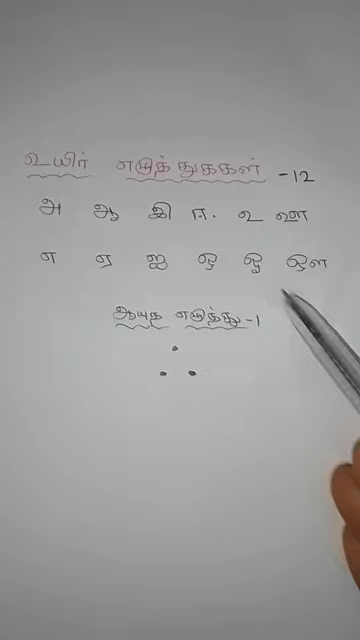 உயிர் எழுத்துக்கள் -12
அ ஆ இ ஈ. உ ஊ
எ ஏ ஐ ஒ ஓ ஔ
ஆயுத எழுத்து -1
ஃ